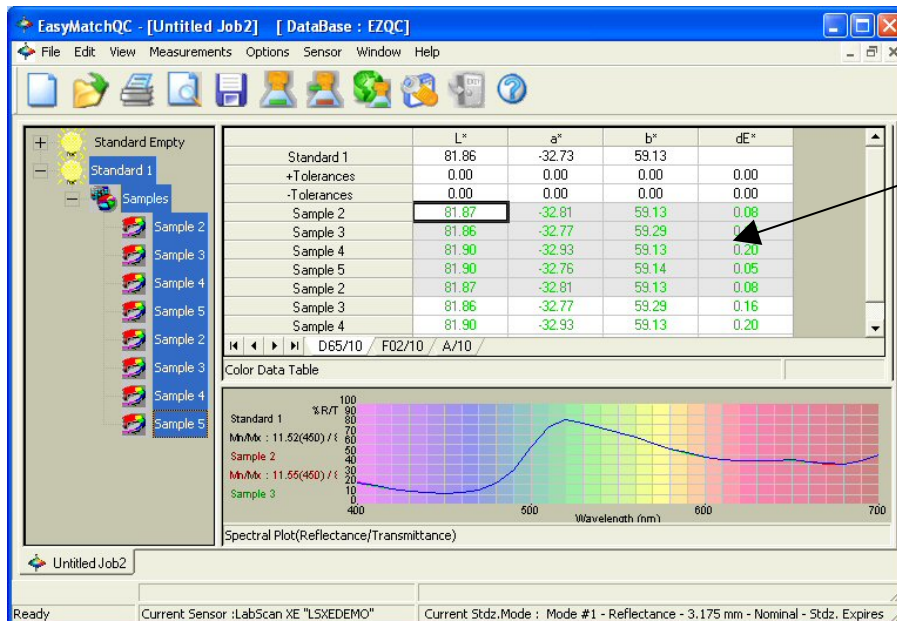 EasyMatchQC - [Untitled Job2] [ DataBase : EZQC]
File Edit View Measurements Options Sensor Window Help
Standard Empty
Standard 1
Samples
Sample 2
Sample 3
Sample 4
Sample 5
Sample 2
Sample 3
Sample 4
Sample 5
L* a* b* dE*
Standard 1 81.86 -32.73 59.13
+Tolerances 0.00 0.00 0.00 0.00
-Tolerances 0.00 0.00 0.00 0.00
Sample 2 81.87 -32.81 59.13 0.08
Sample 3 81.86 -32.77 59.29
Sample 4 81.90 -32.93 59.13 0.20
Sample 5 81.90 -32.76 59.14 0.05
Sample 2 81.87 -32.81 59.13 0.08
Sample 3 81.86 -32.77 59.29 0.16
Sample 4 81.90 -32.93 59.13 0.20
D65/10 F02/10 A/10
Color Data Table
% R/T
100
90
80
70
60
50
40
30
20
10
0
Standard 1
Mn/Mx : 11.52(450) /
Sample 2
Mn/Mx : 11.55(450) /
Sample 3
400 500 600 700
Wavelength (nm)
Spectral Plot(Reflectance/Transmittance)
Untitled Job2
Ready Current Sensor :LabScan XE "LSXEDEMO" Current Stdz.Mode : Mode #1 - Reflectance - 3.175 mm - Nominal - Stdz. Expires